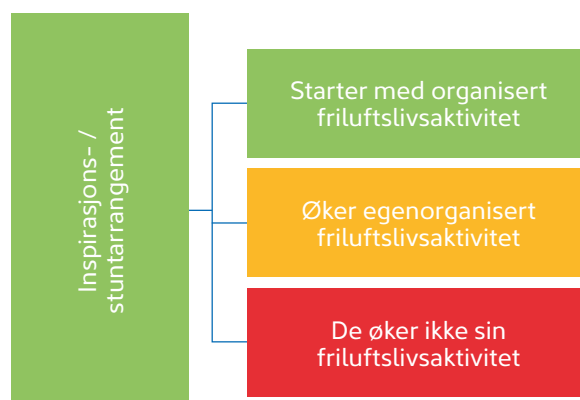 Inspirasjons- /
stuntarrangement
Starter med organisert
friluftslivsaktivitet
Øker egenorganisert
friluftslivsaktivitet
De øker ikke sin
friluftslivsaktivitet